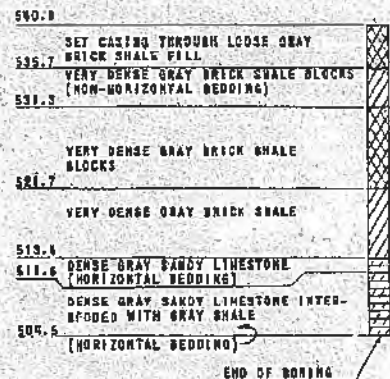 540.8
SET CASING THROUGH LOOSE GRAY
BRICK SHALE FILL
535.7
VERY DENSE GRAY BRICK SHALE BLOCKS
(NON-HORIZONTAL BEDDING)
531.3
VERY DENSE GRAY BRICK SHALE
BLOCKS
521.7
VERY DENSE GRAY BRICK SHALE
513.4
DENSE GRAY SANDY LIMESTONE
511.6
(HORIZONTAL BEDDING)
DENSE GRAY SANDY LIMESTONE INTER-
BEDDED WITH GRAY SHALE
(HORIZONTAL BEDDING)
END OF BORING